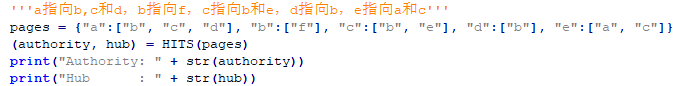 '''a指向b,c和d，b指向f，c指向b和e，d指向b，e指向a和c'''
pages = {"a":["b", "c", "d"], "b":["f"], "c":["b", "e"], "d":["b"], "e":["a", "c"]}
(authority, hub) = HITS(pages)
print("Authority: " + str(authority))
print("Hub      : " + str(hub))